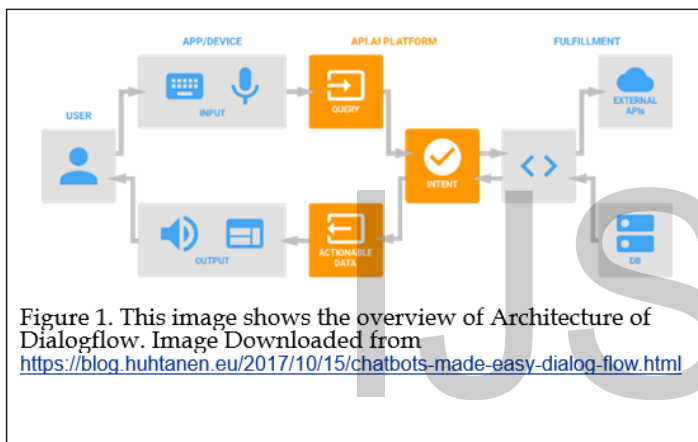 APP/DEVICE
API.AI PLATFORM
FULFILLMENT
USER
INPUT
QUERY
EXTERNAL
APIs
INTENT
OUTPUT
ACTIONABLE
DATA
DB
IJS
Figure 1. This image shows the overview of Architecture of
Dialogflow. Image Downloaded from
https://blog.huhtanen.eu/2017/10/15/chatbots-made-easy-dialog-flow.html